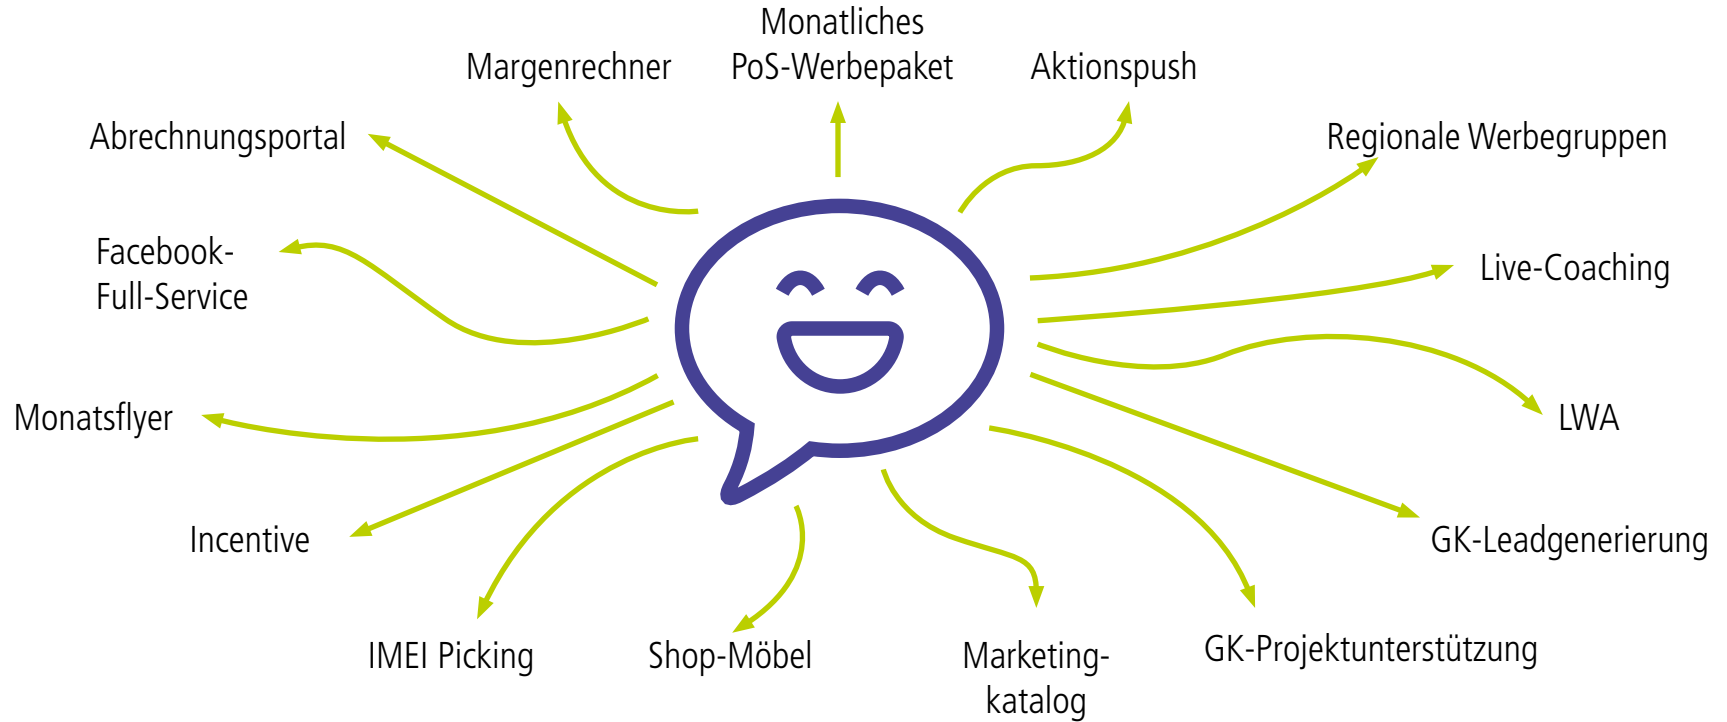 Monatliches
PoS-Werbepaket
Margenrechner
Aktionspush
Abrechnungsportal
Regionale Werbegruppen
Facebook-
Full-Service
Live-Coaching
Monatsflyer
LWA
Incentive
GK-Leadgenerierung
IMEI Picking
Shop-Möbel
Marketing-
katalog
GK-Projektunterstützung